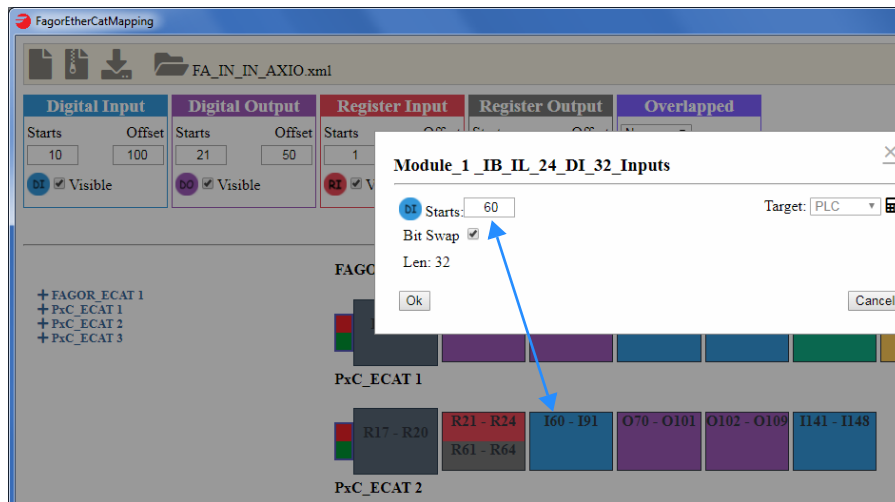 FagorEtherCatMapping
FA_IN_IN_AXIO.xml
Digital Input Digital Output Register Input Register Output Overlapped
Starts Offset Starts Offset Starts
10 100 21 50 1
DI Visible DO Visible RI
Module_1 _IB_IL_24_DI_32_Inputs
DI Starts: 60 Target: PLC
Bit Swap
Len: 32
Ok Cancel
FAGOR_ECAT 1
PxC_ECAT 1
PxC_ECAT 2
PxC_ECAT 3
FAGO
PxC_ECAT 1
R17 - R20 R21 - R24 I60 - I91 O70 - O101 O102 - O109 I141 - I148
R61 - R64
PxC_ECAT 2